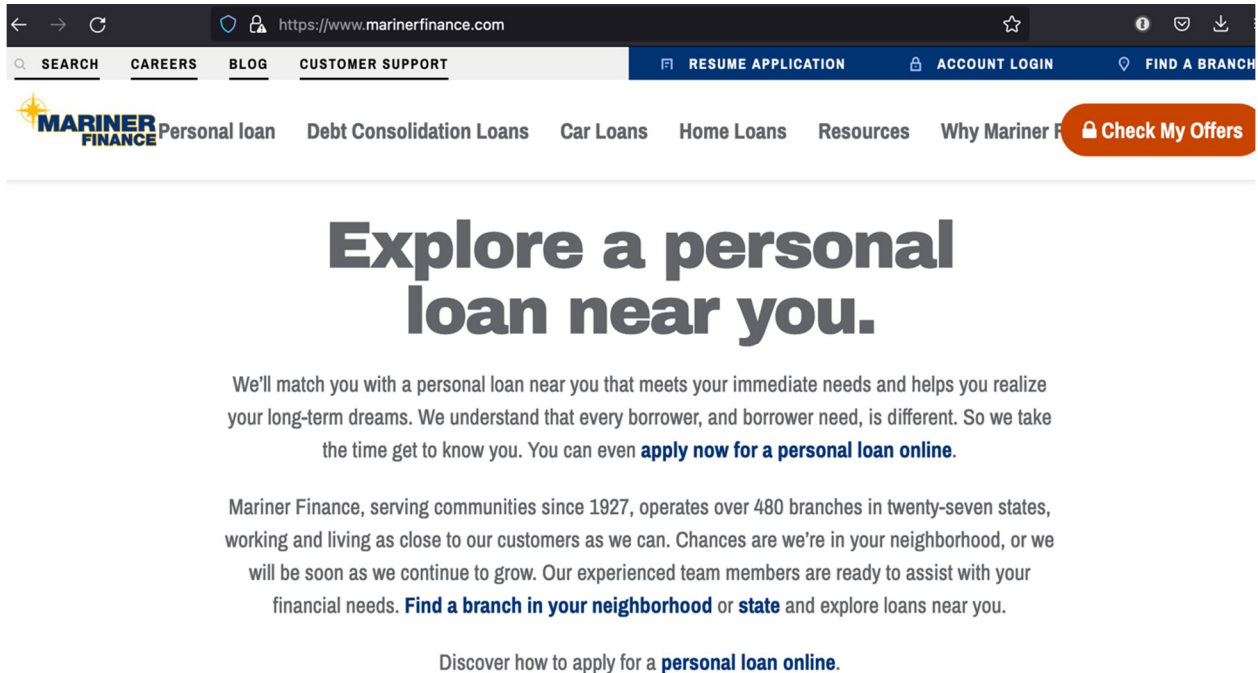 https://www.marinerfinance.com
SEARCH CAREERS BLOG CUSTOMER SUPPORT RESUME APPLICATION ACCOUNT LOGIN FIND A BRANCH
MARINER FINANCE Personal loan Debt Consolidation Loans Car Loans Home Loans Resources Why Mariner F Check My Offers
Explore a personal
loan near you.
We'll match you with a personal loan near you that meets your immediate needs and helps you realize
your long-term dreams. We understand that every borrower, and borrower need, is different. So we take
the time get to know you. You can even apply now for a personal loan online.
Mariner Finance, serving communities since 1927, operates over 480 branches in twenty-seven states,
working and living as close to our customers as we can. Chances are we're in your neighborhood, or we
will be soon as we continue to grow. Our experienced team members are ready to assist with your
financial needs. Find a branch in your neighborhood or state and explore loans near you.
Discover how to apply for a personal loan online.